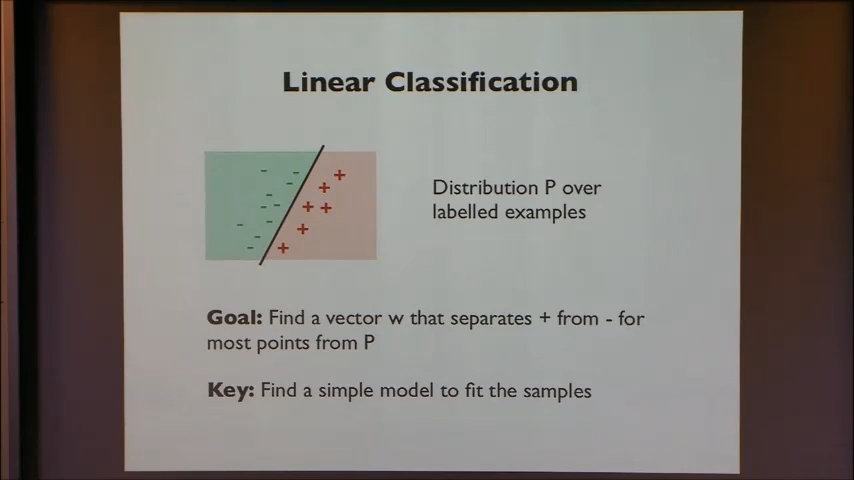 Linear Classification
Distribution P over
labelled examples
Goal: Find a vector w that separates + from - for
most points from P
Key: Find a simple model to fit the samples